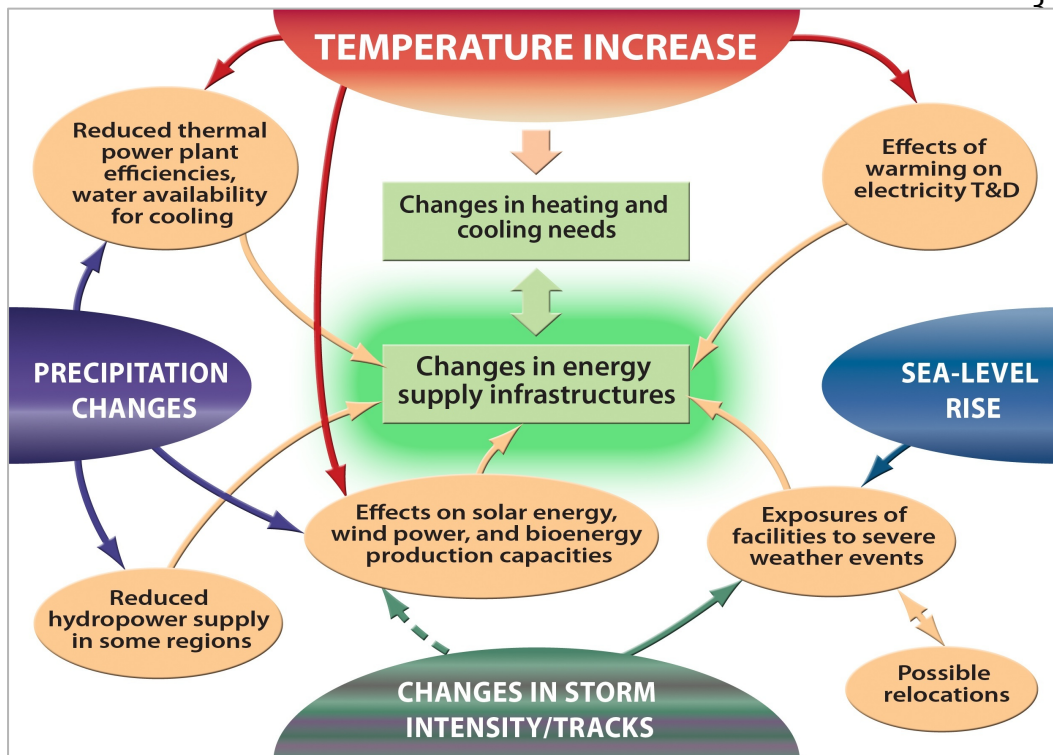 TEMPERATURE INCREASE
Reduced thermal
power plant
efficiencies,
water availability
for cooling
Effects of
warming on
electricity T&D
Changes in heating and
cooling needs
PRECIPITATION
CHANGES
Changes in energy
supply infrastructures
SEA-LEVEL
RISE
Effects on solar energy,
wind power, and bioenergy
production capacities
Exposures of
facilities to severe
weather events
Reduced
hydropower supply
in some regions
Possible
relocations
CHANGES IN STORM
INTENSITY/TRACKS